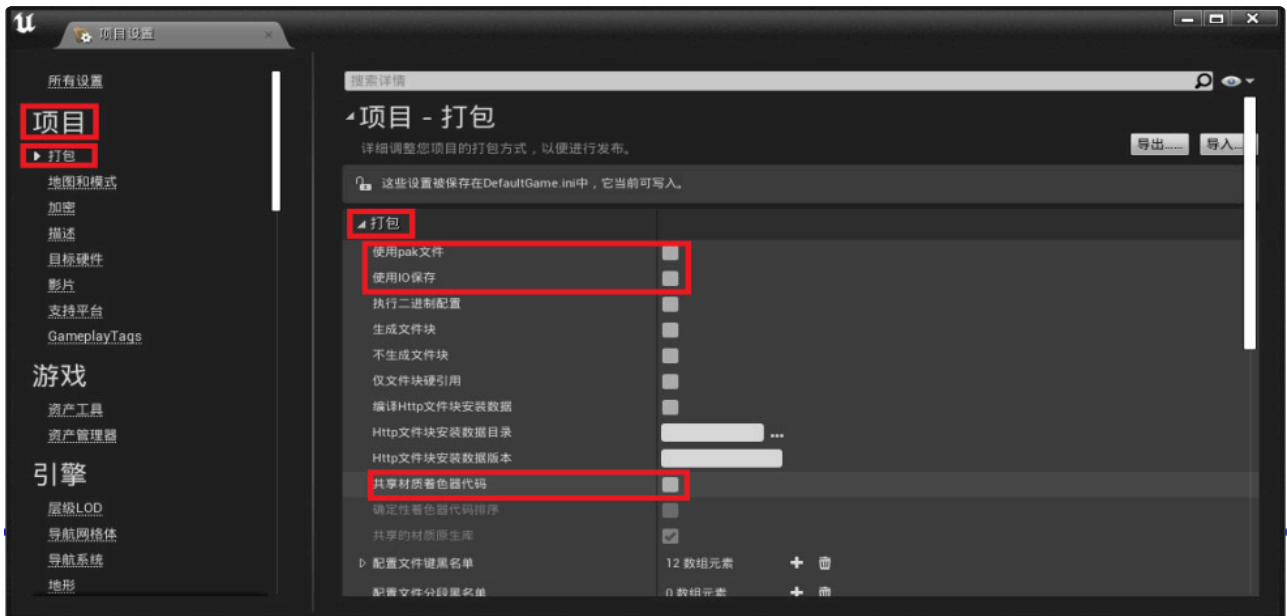 项目设置
所有设置
项目
打包
地图和模式
加密
描述
目标硬件
影片
支持平台
GameplayTags
游戏
资产工具
资产管理器
引擎
层级LOD
导航网格体
导航系统
地形
搜索详情
项目 - 打包
详细调整您项目的打包方式，以便进行发布。
导出......
导入...
这些设置被保存在DefaultGame.ini中，它当前可写入。
打包
使用pak文件
使用IO保存
执行二进制配置
生成文件块
不生成文件块
仅文件块硬引用
编译Http文件块安装数据
Http文件块安装数据目录
...
Http文件块安装数据版本
共享材质着色器代码
确定性着色器代码排序
共享的材质原生库
配置文件键黑名单
12 数组元素
配置文件分段黑名单
0 数组元素